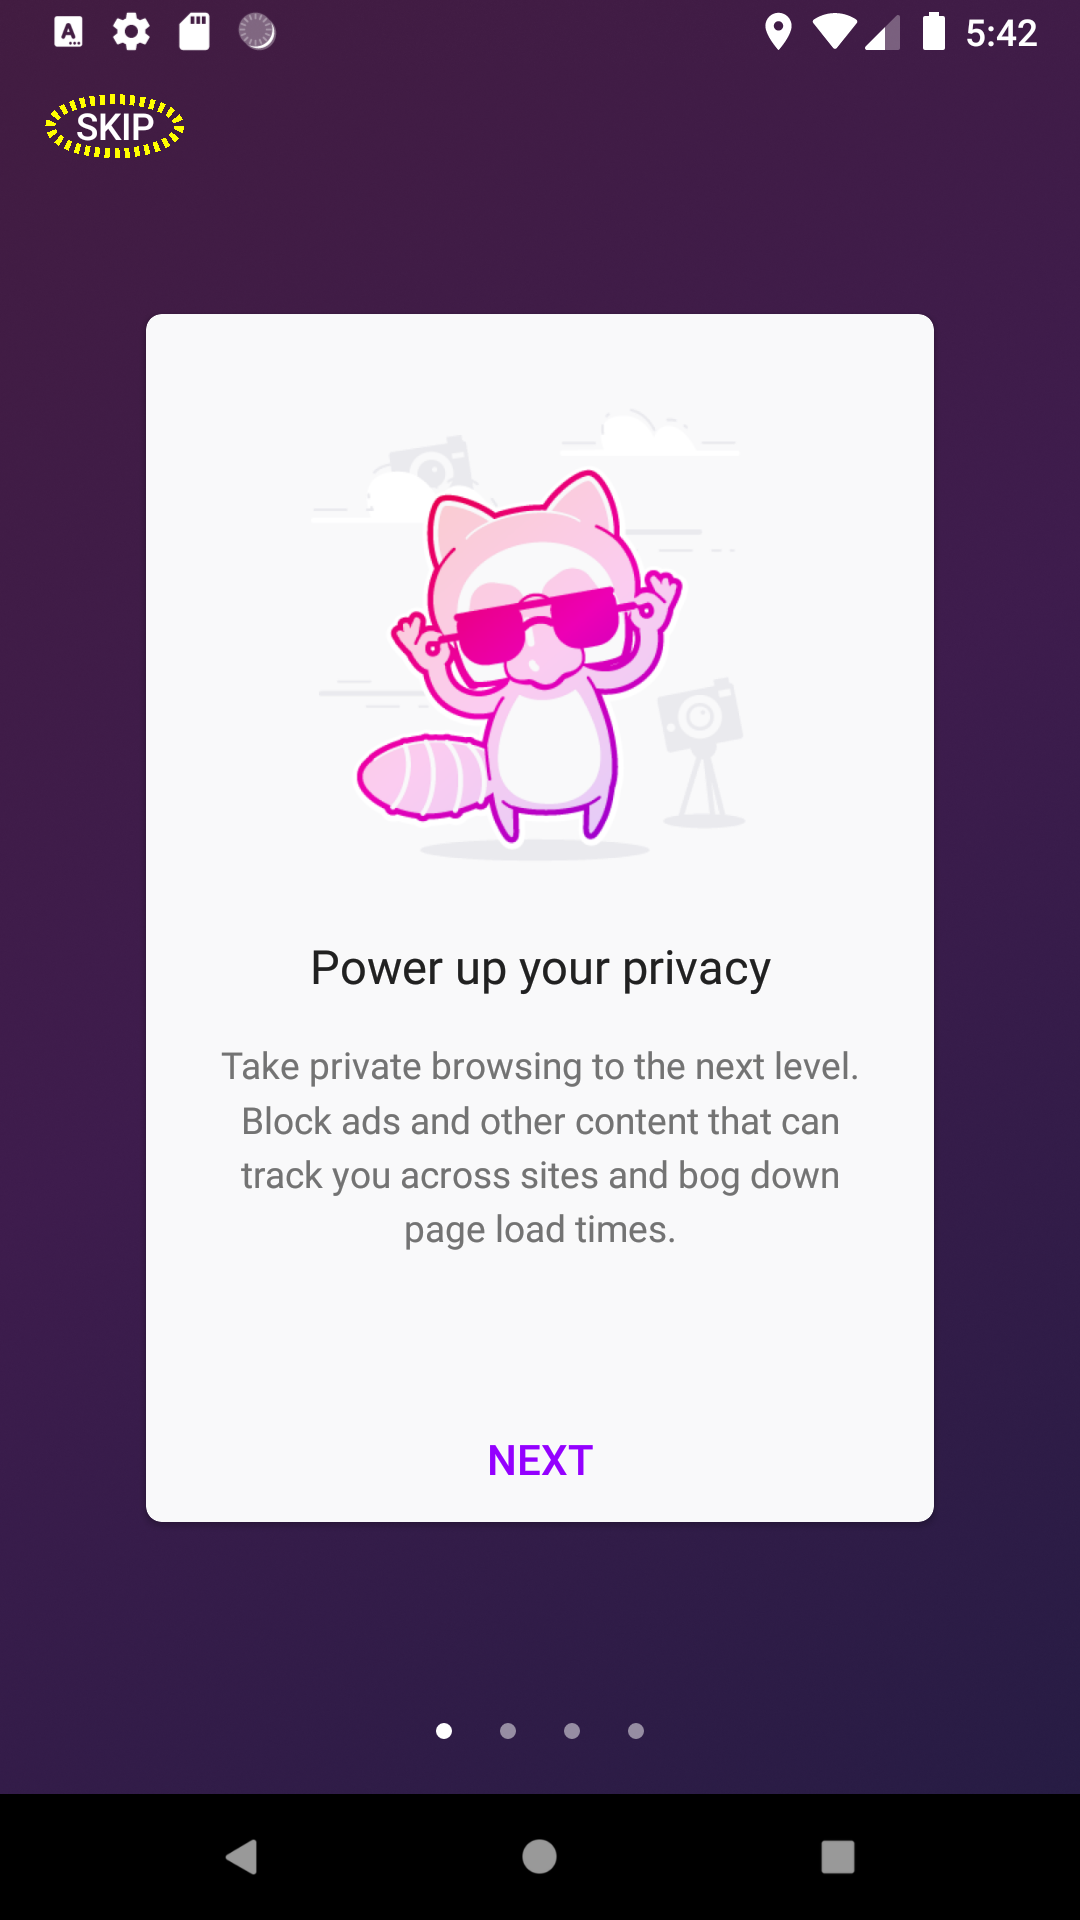 5:42
SKIP
Power up your privacy
Take private browsing to the next level.
Block ads and other content that can
track you across sites and bog down
page load times.
NEXT